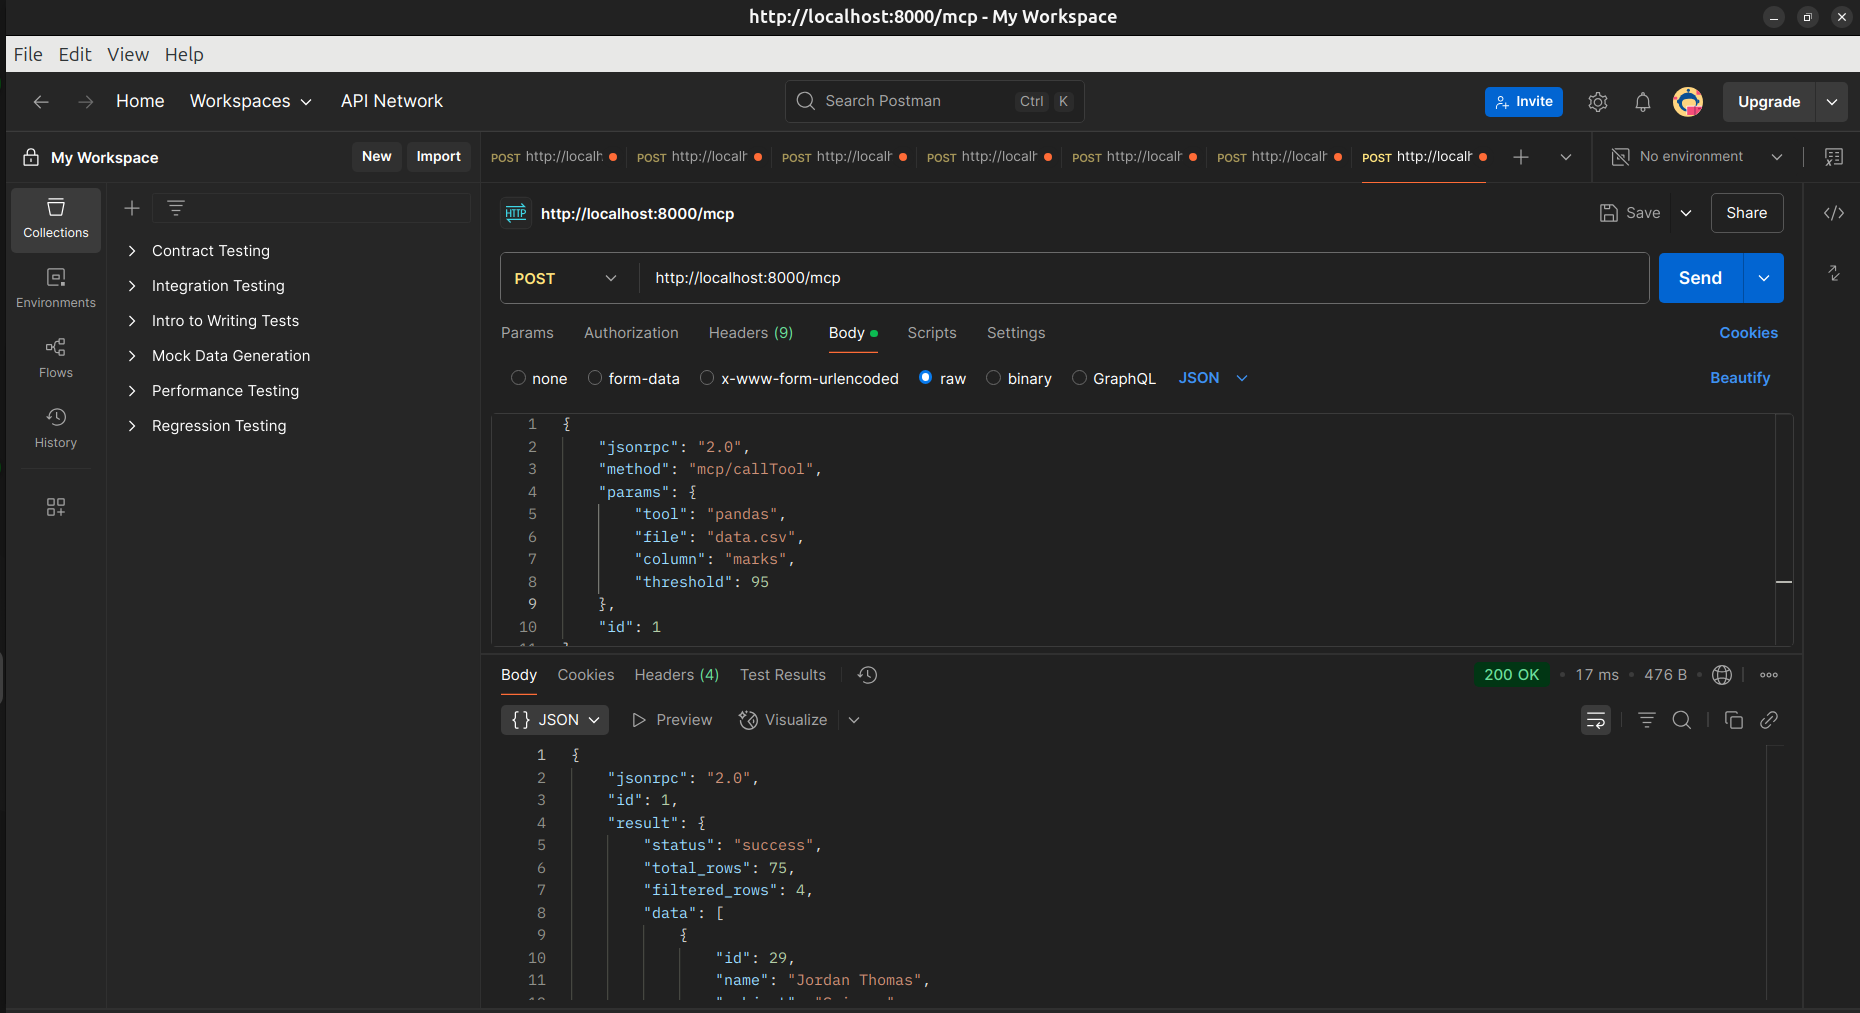 http://localhost:8000/mcp - My Workspace
File Edit View Help
Home Workspaces API Network Search Postman Ctrl K Invite Upgrade
My Workspace New Import POST http://localh POST http://localh POST http://localh POST http://localh POST http://localh POST http://localh POST http://localh No environment
Collections
Environments
Flows
History
Contract Testing
Integration Testing
Intro to Writing Tests
Mock Data Generation
Performance Testing
Regression Testing
HTTP http://localhost:8000/mcp Save Share
POST http://localhost:8000/mcp Send
Params Authorization Headers (9) Body Scripts Settings Cookies
none form-data x-www-form-urlencoded raw binary GraphQL JSON Beautify
1 {
2 "jsonrpc": "2.0",
3 "method": "mcp/callTool",
4 "params": {
5 "tool": "pandas",
6 "file": "data.csv",
7 "column": "marks",
8 "threshold": 95
9 },
10 "id": 1
Body Cookies Headers (4) Test Results 200 OK • 17 ms • 476 B •
{} JSON Preview Visualize
1 {
2 "jsonrpc": "2.0",
3 "id": 1,
4 "result": {
5 "status": "success",
6 "total_rows": 75,
7 "filtered_rows": 4,
8 "data": [
9 {
10 "id": 29,
11 "name": "Jordan Thomas",